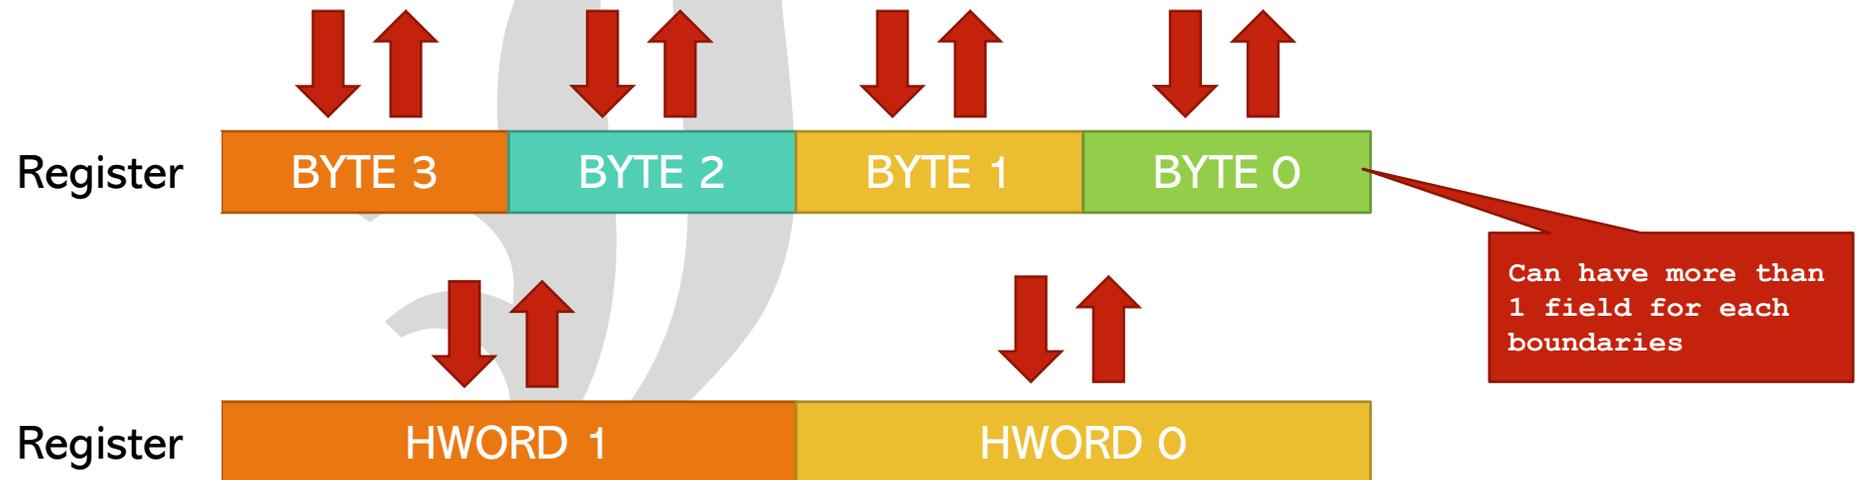 Register
BYTE 3
BYTE 2
BYTE 1
BYTE 0
Can have more than
1 field for each
boundaries
Register
HWORD 1
HWORD 0